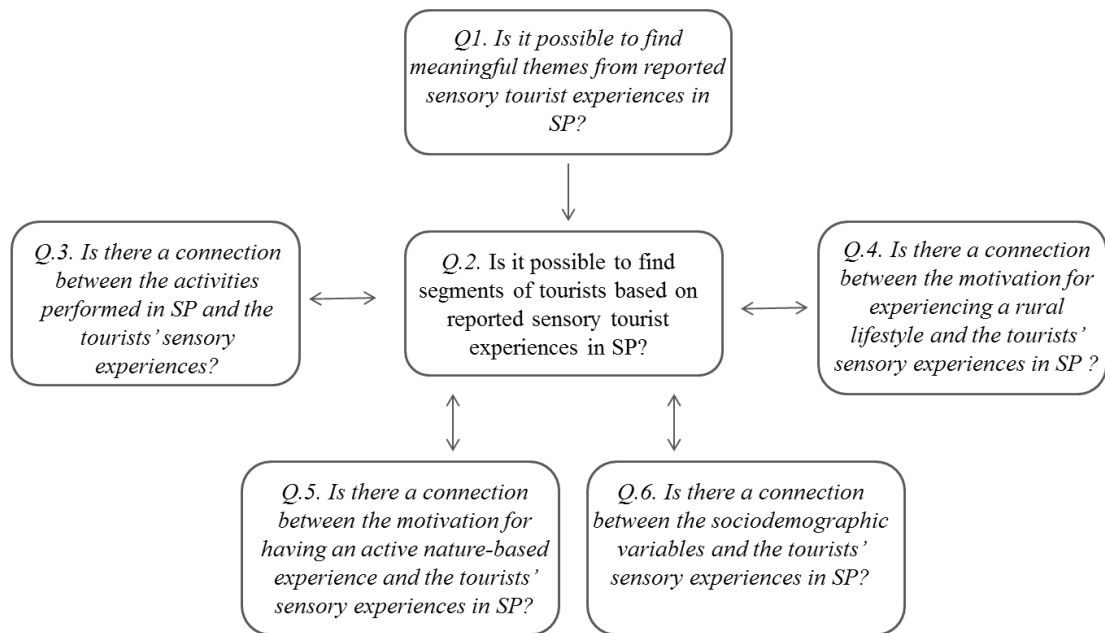 Q1. Is it possible to find
meaningful themes from reported
sensory tourist experiences in
SP?
Q.3. Is there a connection
between the activities
performed in SP and the
tourists' sensory
experiences?
Q.2. Is it possible to find
segments of tourists based on
reported sensory tourist
experiences in SP?
Q.4. Is there a connection
between the motivation for
experiencing a rural
lifestyle and the tourists'
sensory experiences in SP ?
Q.5. Is there a connection
between the motivation for
having an active nature-based
experience and the tourists'
sensory experiences in SP?
Q.6. Is there a connection
between the sociodemographic
variables and the tourists'
sensory experiences in SP?